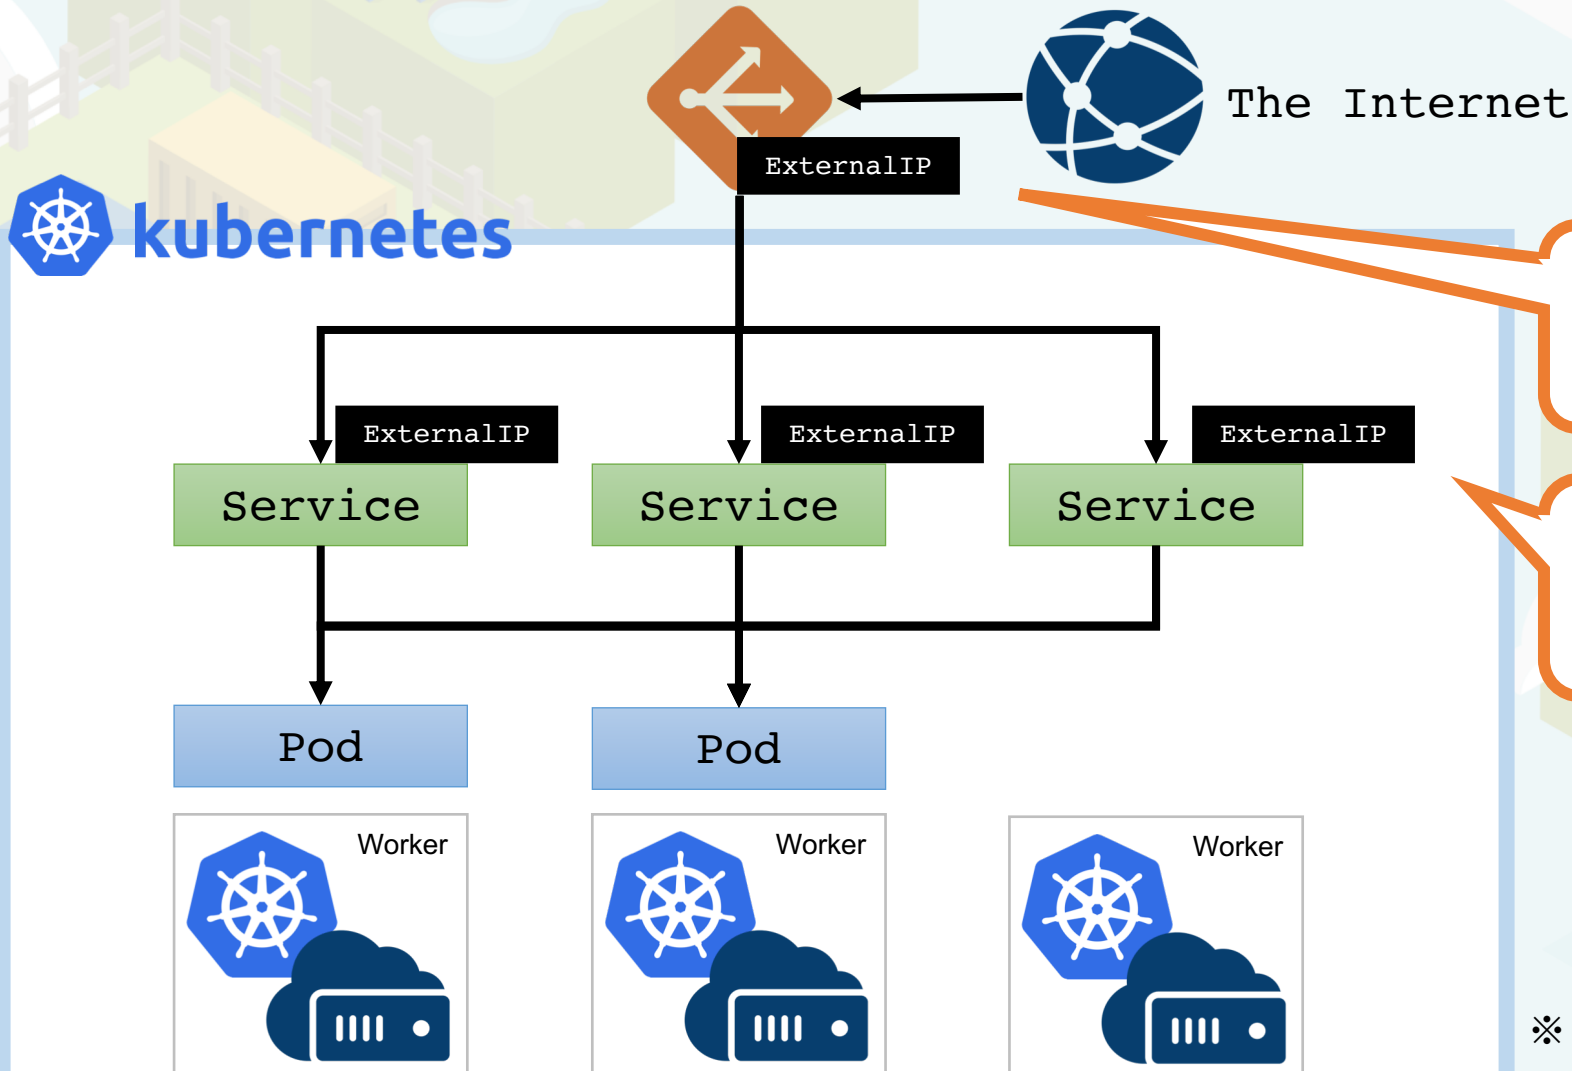 The Internet
ExternalIP
kubernetes
ExternalIP
ExternalIP
ExternalIP
Service
Service
Service
Pod
Pod
Worker
Worker
Worker
※